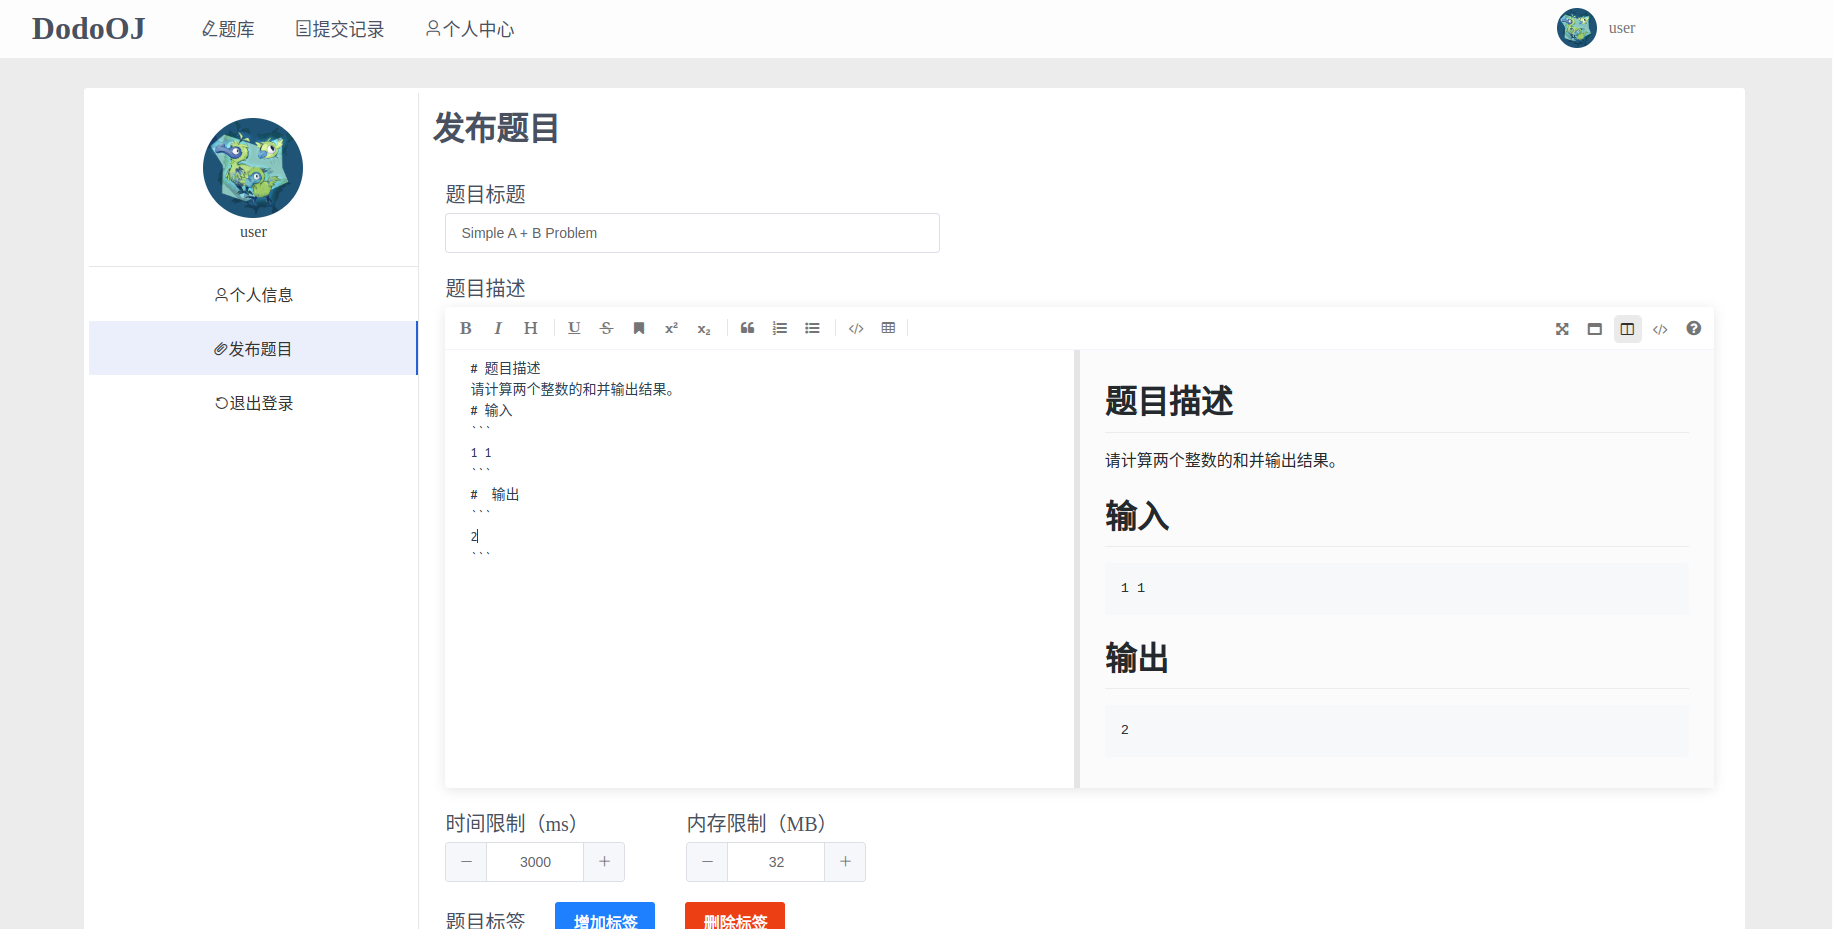 DodoOJ
题库
提交记录
个人中心
user
user
个人信息
发布题目
退出登录
发布题目
题目标题
Simple A + B Problem
题目描述
B I H U S x² x₂
# 题目描述
请计算两个整数的和并输出结果。
# 输入
```
1 1
```
#  输出
```
2
```
题目描述
请计算两个整数的和并输出结果。
输入
1 1
输出
2
时间限制（ms） 内存限制（MB）
3000 32
题目标签 增加标签 删除标签